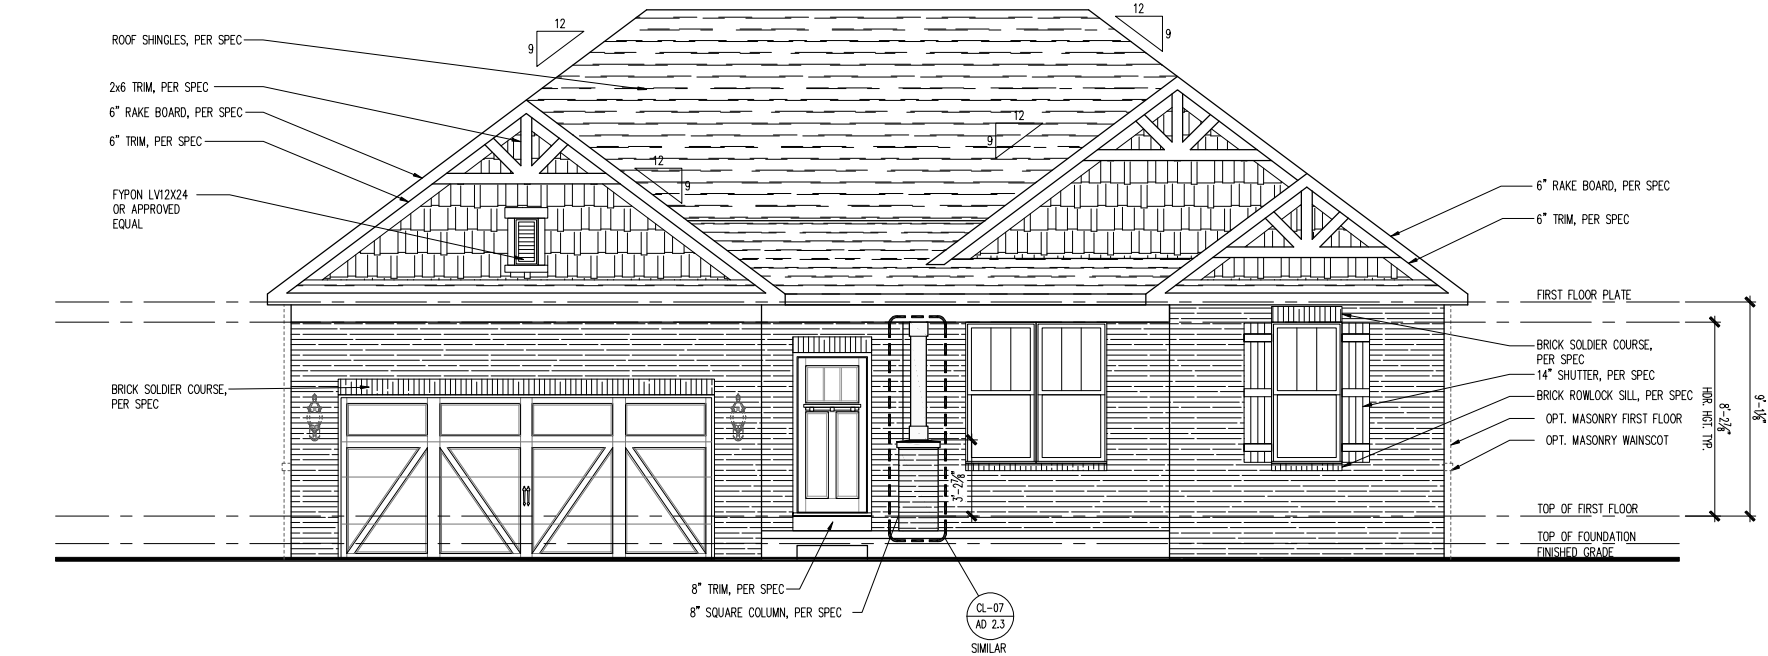 ROOF SHINGLES, PER SPEC
2x6 TRIM, PER SPEC
6" RAKE BOARD, PER SPEC
6" TRIM, PER SPEC
FYPON LV12X24
OR APPROVED
EQUAL
BRICK SOLDIER COURSE,
PER SPEC
12
9
12
9
12
9
12
9
6" RAKE BOARD, PER SPEC
6" TRIM, PER SPEC
FIRST FLOOR PLATE
BRICK SOLDIER COURSE,
PER SPEC
14" SHUTTER, PER SPEC
BRICK ROWLOCK SILL, PER SPEC
OPT. MASONRY FIRST FLOOR
OPT. MASONRY WAINSCOT
TOP OF FIRST FLOOR
TOP OF FOUNDATION
FINISHED GRADE
HDR. HGT. TYP.
8'-2⅞"
9'-1⅛"
3'-2⅞"
8" TRIM, PER SPEC
8" SQUARE COLUMN, PER SPEC
CL-07
AD 2.3
SIMILAR